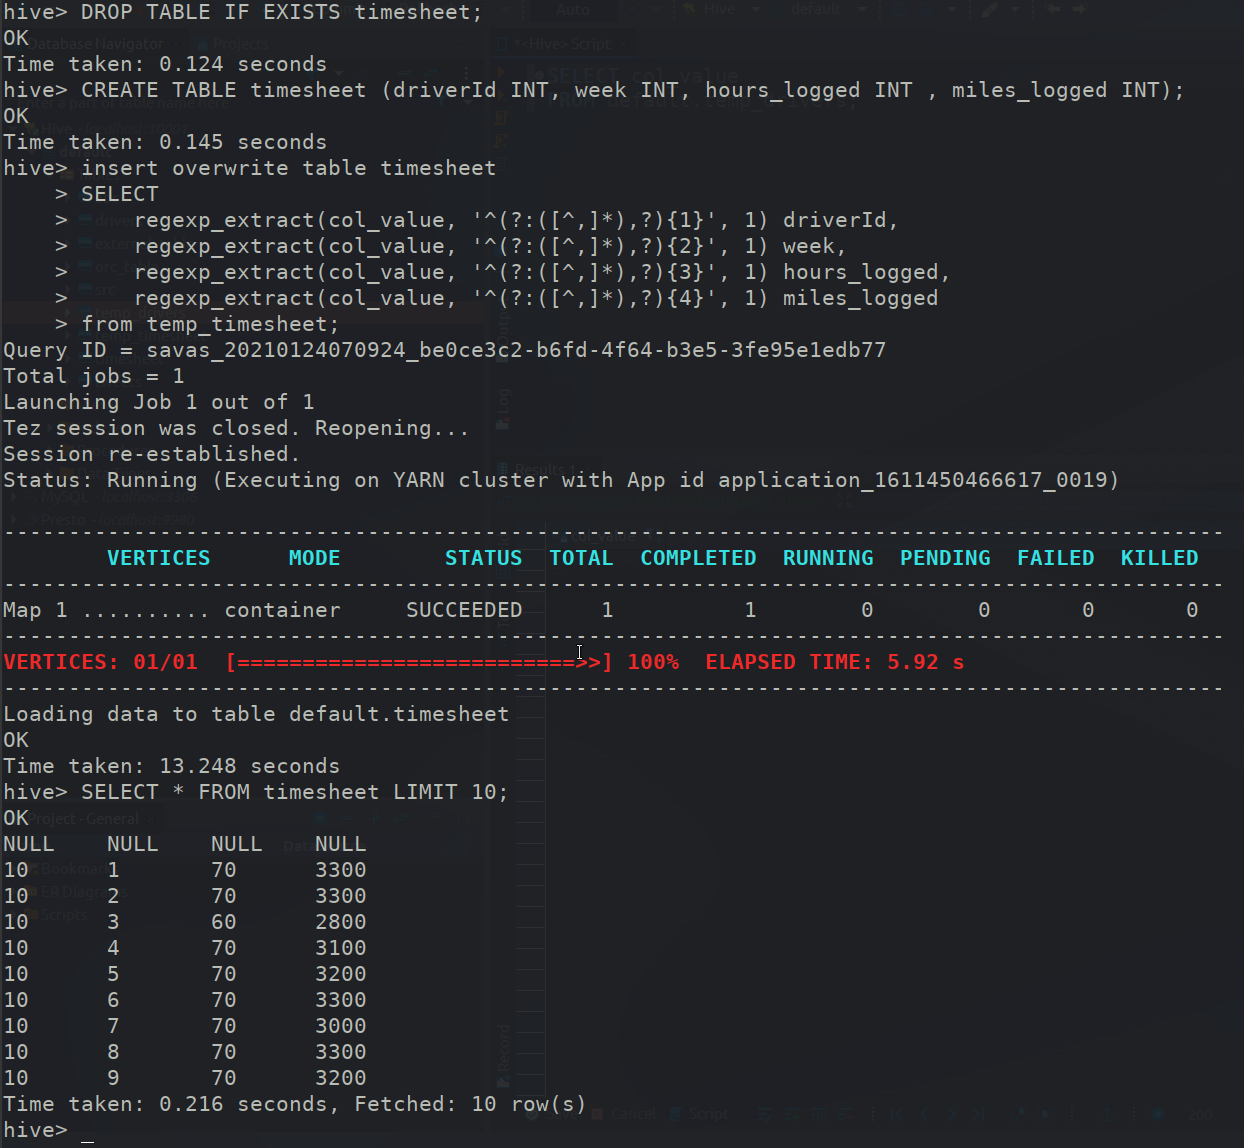 hive> DROP TABLE IF EXISTS timesheet;
OK
Time taken: 0.124 seconds
hive> CREATE TABLE timesheet (driverId INT, week INT, hours_logged INT , miles_logged INT);
OK
Time taken: 0.145 seconds
hive> insert overwrite table timesheet
    > SELECT
    >     regexp_extract(col_value, '^(?:([^,]*),?){1}', 1) driverId,
    >     regexp_extract(col_value, '^(?:([^,]*),?){2}', 1) week,
    >     regexp_extract(col_value, '^(?:([^,]*),?){3}', 1) hours_logged,
    >     regexp_extract(col_value, '^(?:([^,]*),?){4}', 1) miles_logged
    > from temp_timesheet;
Query ID = savas_20210124070924_be0ce3c2-b6fd-4f64-b3e5-3fe95e1edb77
Total jobs = 1
Launching Job 1 out of 1
Tez session was closed. Reopening...
Session re-established.
Status: Running (Executing on YARN cluster with App id application_1611450466617_0019)
----------------------------------------------------------------------------------------------
        VERTICES      MODE        STATUS  TOTAL  COMPLETED  RUNNING  PENDING  FAILED  KILLED
----------------------------------------------------------------------------------------------
Map 1 .......... container     SUCCEEDED      1          1        0        0       0       0
----------------------------------------------------------------------------------------------
VERTICES: 01/01  [==========================>>] 100%  ELAPSED TIME: 5.92 s
----------------------------------------------------------------------------------------------
Loading data to table default.timesheet
OK
Time taken: 13.248 seconds
hive> SELECT * FROM timesheet LIMIT 10;
OK
NULL    NULL    NULL    NULL
10      1       70      3300
10      2       70      3300
10      3       60      2800
10      4       70      3100
10      5       70      3200
10      6       70      3300
10      7       70      3000
10      8       70      3300
10      9       70      3200
Time taken: 0.216 seconds, Fetched: 10 row(s)
hive> _